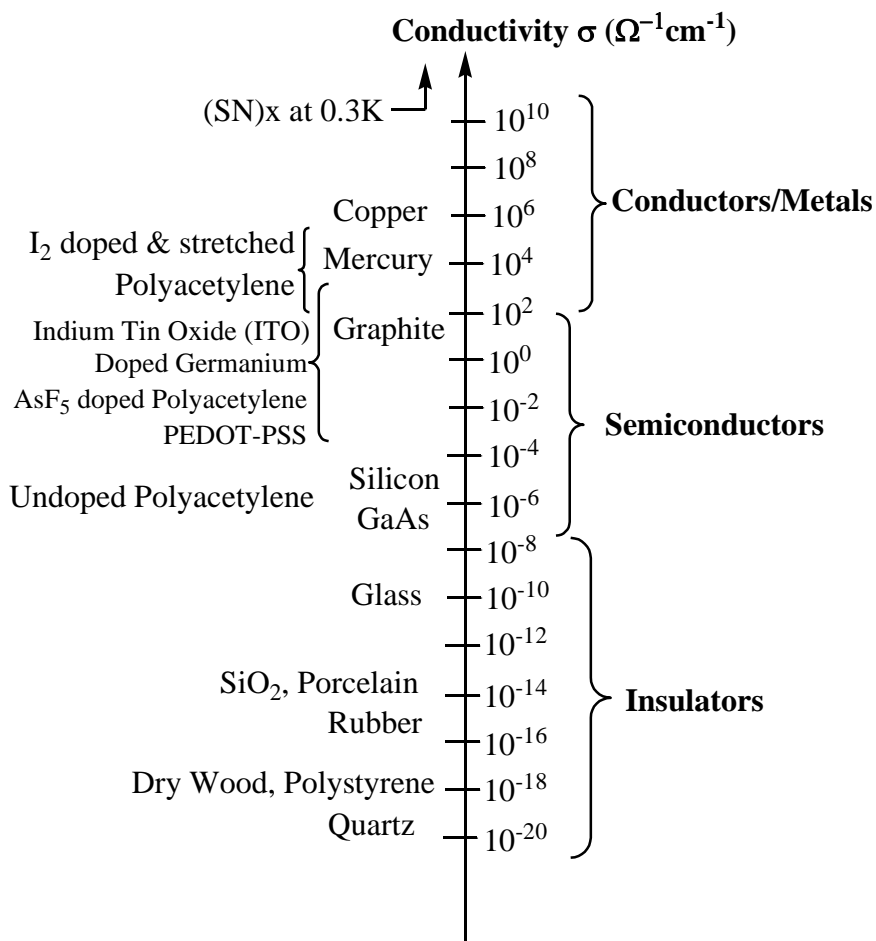 Conductivity σ (Ω⁻¹cm⁻¹)
(SN)x at 0.3K
10¹⁰
10⁸
Conductors/Metals
Copper
10⁶
I₂ doped & stretched
Polyacetylene
Mercury
10⁴
10²
Indium Tin Oxide (ITO)
Graphite
Doped Germanium
10⁰
AsF₅ doped Polyacetylene
10⁻²
PEDOT-PSS
Semiconductors
10⁻⁴
Undoped Polyacetylene
Silicon
GaAs
10⁻⁶
10⁻⁸
Glass
10⁻¹⁰
10⁻¹²
SiO₂, Porcelain
10⁻¹⁴
Insulators
Rubber
10⁻¹⁶
Dry Wood, Polystyrene
10⁻¹⁸
Quartz
10⁻²⁰